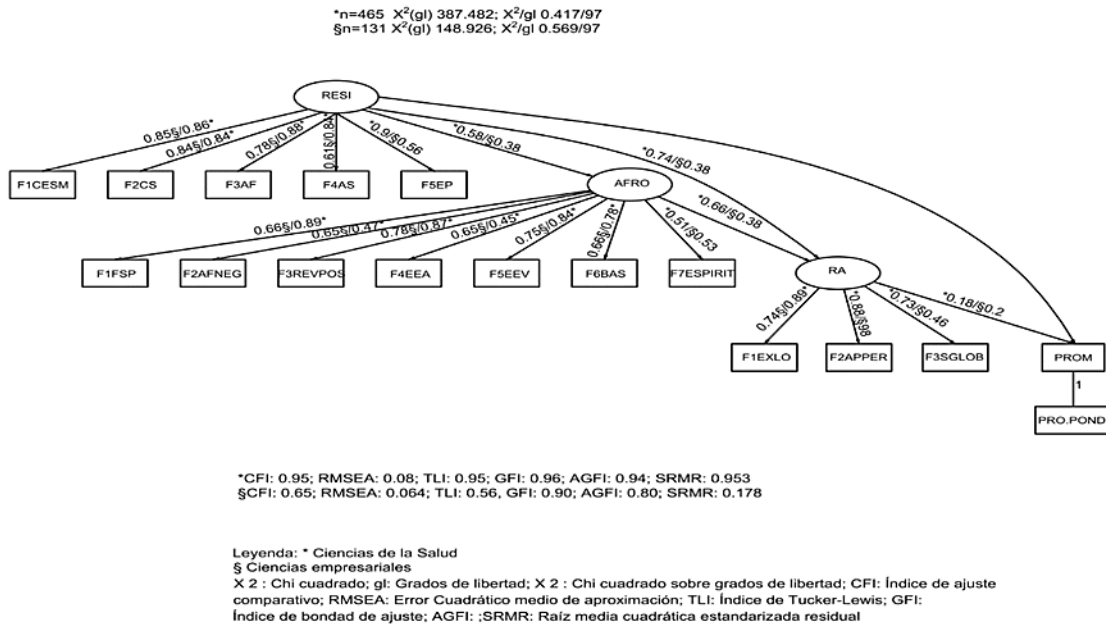 *n=465 X²(gl) 387.482; X²/gl 0.417/97
§n=131 X²(gl) 148.926; X²/gl 0.569/97
RESI
0.85§/0.86*
0.84§/0.84*
0.78§/0.88*
0.61§/0.84*
*0.9/§0.56
*0.58/§0.38
*0.74/§0.38
F1CESM
F2CS
F3AF
F4AS
F5EP
AFRO
0.66§/0.89*
0.65§/0.47*
0.78§/0.87*
0.65§/0.45*
0.75§/0.84*
0.66§/0.78*
*0.51/§0.53
*0.66/§0.38
F1FSP
F2AFNEG
F3REVPOS
F4EEA
F5EEV
F6BAS
F7ESPIRIT
RA
0.74§/0.89*
*0.88/§98
*0.73/§0.46
*0.18/§0.2
F1EXLO
F2APPER
F3SGLOB
PROM
1
PRO.POND
*CFI: 0.95; RMSEA: 0.08; TLI: 0.95; GFI: 0.96; AGFI: 0.94; SRMR: 0.953
§CFI: 0.65; RMSEA: 0.064; TLI: 0.56, GFI: 0.90; AGFI: 0.80; SRMR: 0.178
Leyenda: * Ciencias de la Salud
§ Ciencias empresariales
X 2 : Chi cuadrado; gl: Grados de libertad; X 2 : Chi cuadrado sobre grados de libertad; CFI: Índice de ajuste
comparativo; RMSEA: Error Cuadrático medio de aproximación; TLI: Índice de Tucker-Lewis; GFI:
Índice de bondad de ajuste; AGFI: ;SRMR: Raíz media cuadrática estandarizada residual